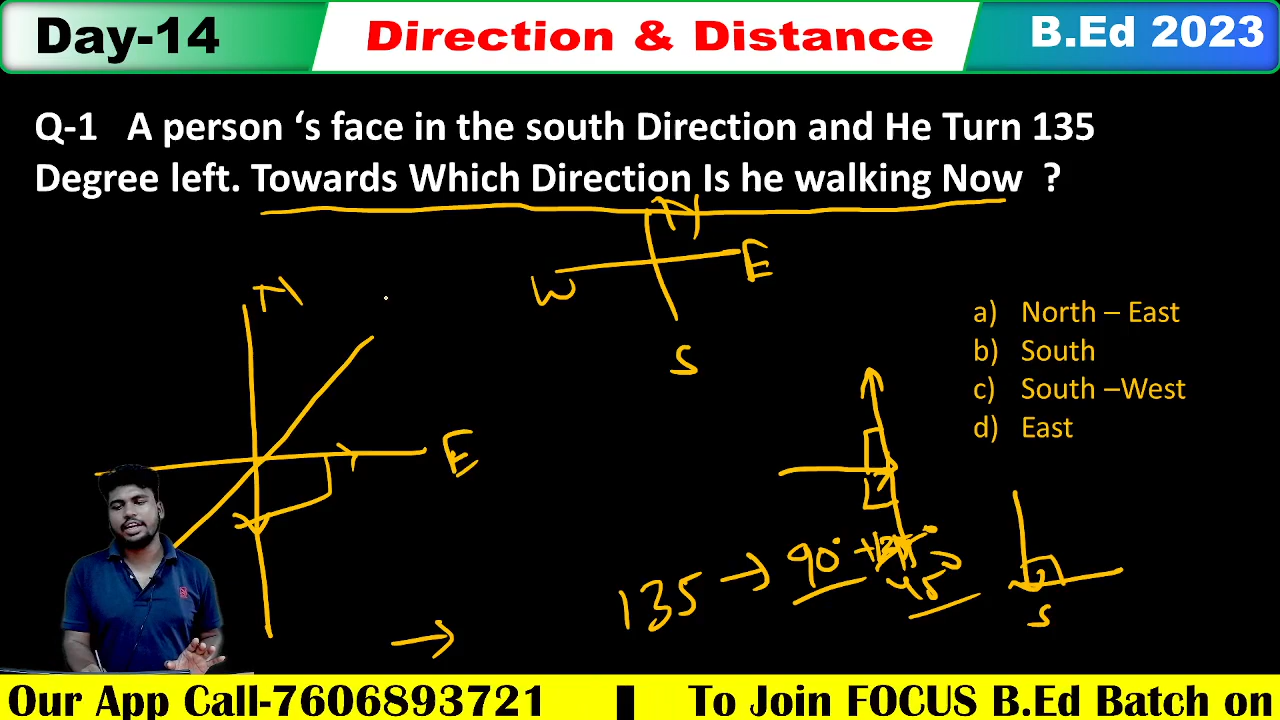 Day-14
Direction & Distance
B.Ed 2023
Q-1 A person ‘s face in the south Direction and He Turn 135
Degree left. Towards Which Direction Is he walking Now ?
N
W
E
S
N
E
a) North – East
b) South
c) South –West
d) East
135 → 90° +
45°
S
Our App Call-7606893721 ▮ To Join FOCUS B.Ed Batch on